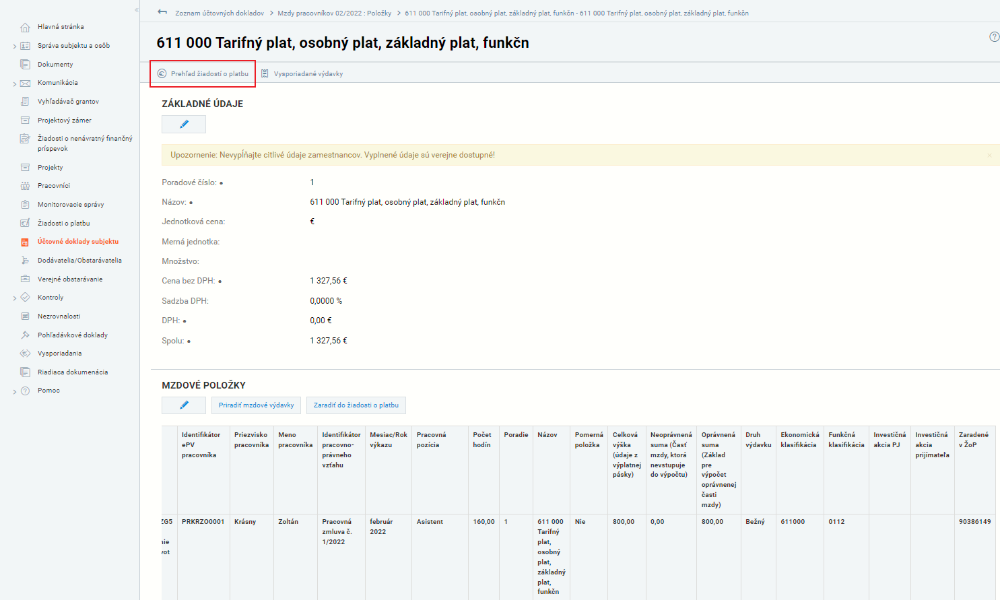 «
Hlavná stránka
Správa subjektu a osôb
Dokumenty
Komunikácia
Vyhľadávač grantov
Projektový zámer
Žiadosti o nenávratný finančný
príspevok
Projekty
Pracovníci
Monitorovacie správy
Žiadosti o platbu
Účtovné doklady subjektu
Dodávatelia/Obstarávatelia
Verejné obstarávanie
Kontroly
Nezrovnalosti
Pohľadávkové doklady
Vysporiadania
Riadiaca dokumenácia
Pomoc
Zoznam účtovných dokladov > Mzdy pracovníkov 02/2022 : Položky > 611 000 Tarifný plat, osobný plat, základný plat, funkčn - 611 000 Tarifný plat, osobný plat, základný plat, funkčn
611 000 Tarifný plat, osobný plat, základný plat, funkčn
Prehľad žiadostí o platbu Vysporiadané výdavky
ZÁKLADNÉ ÚDAJE
Upozornenie: Nevypĺňajte citlivé údaje zamestnancov. Vyplnené údaje sú verejne dostupné! ×
Poradové číslo: • 1
Názov: • 611 000 Tarifný plat, osobný plat, základný plat, funkčn
Jednotková cena: €
Merná jednotka:
Množstvo:
Cena bez DPH: • 1 327,56 €
Sadzba DPH: 0,0000 %
DPH: • 0,00 €
Spolu: • 1 327,56 €
MZDOVÉ POLOŽKY
Priradiť mzdové výdavky Zaradiť do žiadosti o platbu
Identifikátor Priezvisko Meno Identifikátor Mesiac/Rok Pracovná Počet Poradie Názov Pomerná Celková Neoprávnená Oprávnená Druh Ekonomická Funkčná Investičná Investičná Zaradené
ePV pracovníka pracovníka pracovno- výkazu pozícia hodín položka výška suma (Časť suma výdavku klasifikácia klasifikácia akcia PJ akcia v ŽoP
pracovníka právneho (údaje z mzdy, ktorá (Základ prijímateľa
vzťahu výplatnej nevstupuje pre
pásky) do výpočtu) výpočet
oprávnenej
časti
mzdy)
ZG5 PRKRZO0001 Krásny Zoltán Pracovná február Asistent 160,00 1 611 000 Nie 800,00 0,00 800,00 Bežný 611000 0112 90386149
zmluva č. 2022 Tarifný
nie 1/2022 plat,
vot osobný
plat,
základný
plat,
funkčn